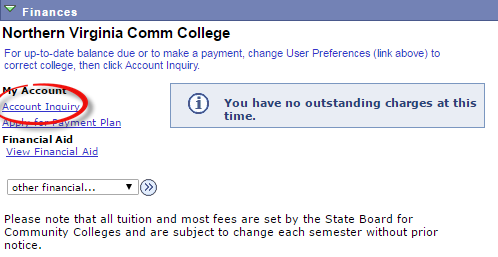 Finances
Northern Virginia Comm College
For up-to-date balance due or to make a payment, change User Preferences (link above) to
correct college, then click Account Inquiry.
My Account
Account Inquiry
Apply for Payment Plan
Financial Aid
View Financial Aid
You have no outstanding charges at this
time.
other financial...
Please note that all tuition and most fees are set by the State Board for
Community Colleges and are subject to change each semester without prior
notice.